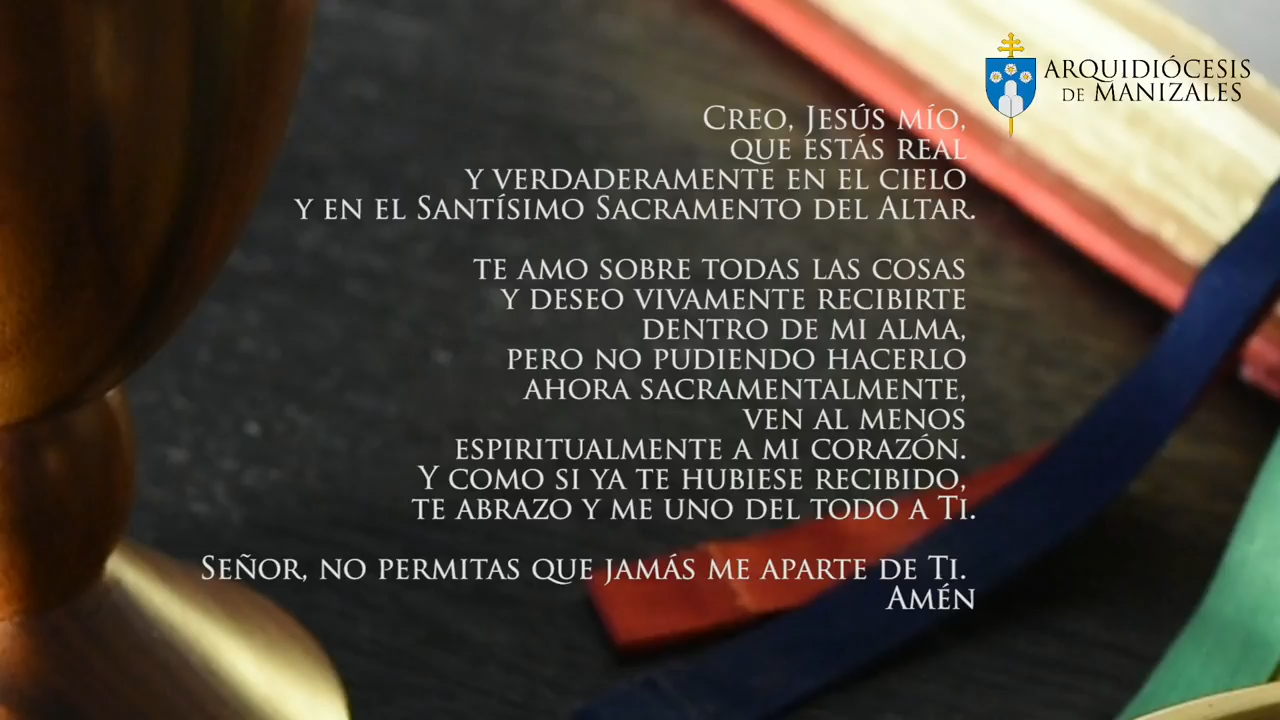 ARQUIDIÓCESIS
DE MANIZALES
CREO, JESÚS MÍO,
QUE ESTÁS REAL
Y VERDADERAMENTE EN EL CIELO
Y EN EL SANTÍSIMO SACRAMENTO DEL ALTAR.
TE AMO SOBRE TODAS LAS COSAS
Y DESEO VIVAMENTE RECIBIRTE
DENTRO DE MI ALMA,
PERO NO PUDIENDO HACERLO
AHORA SACRAMENTALMENTE,
VEN AL MENOS
ESPIRITUALMENTE A MI CORAZÓN.
Y COMO SI YA TE HUBIESE RECIBIDO,
TE ABRAZO Y ME UNO DEL TODO A TI.
SEÑOR, NO PERMITAS QUE JAMÁS ME APARTE DE TI.
AMÉN